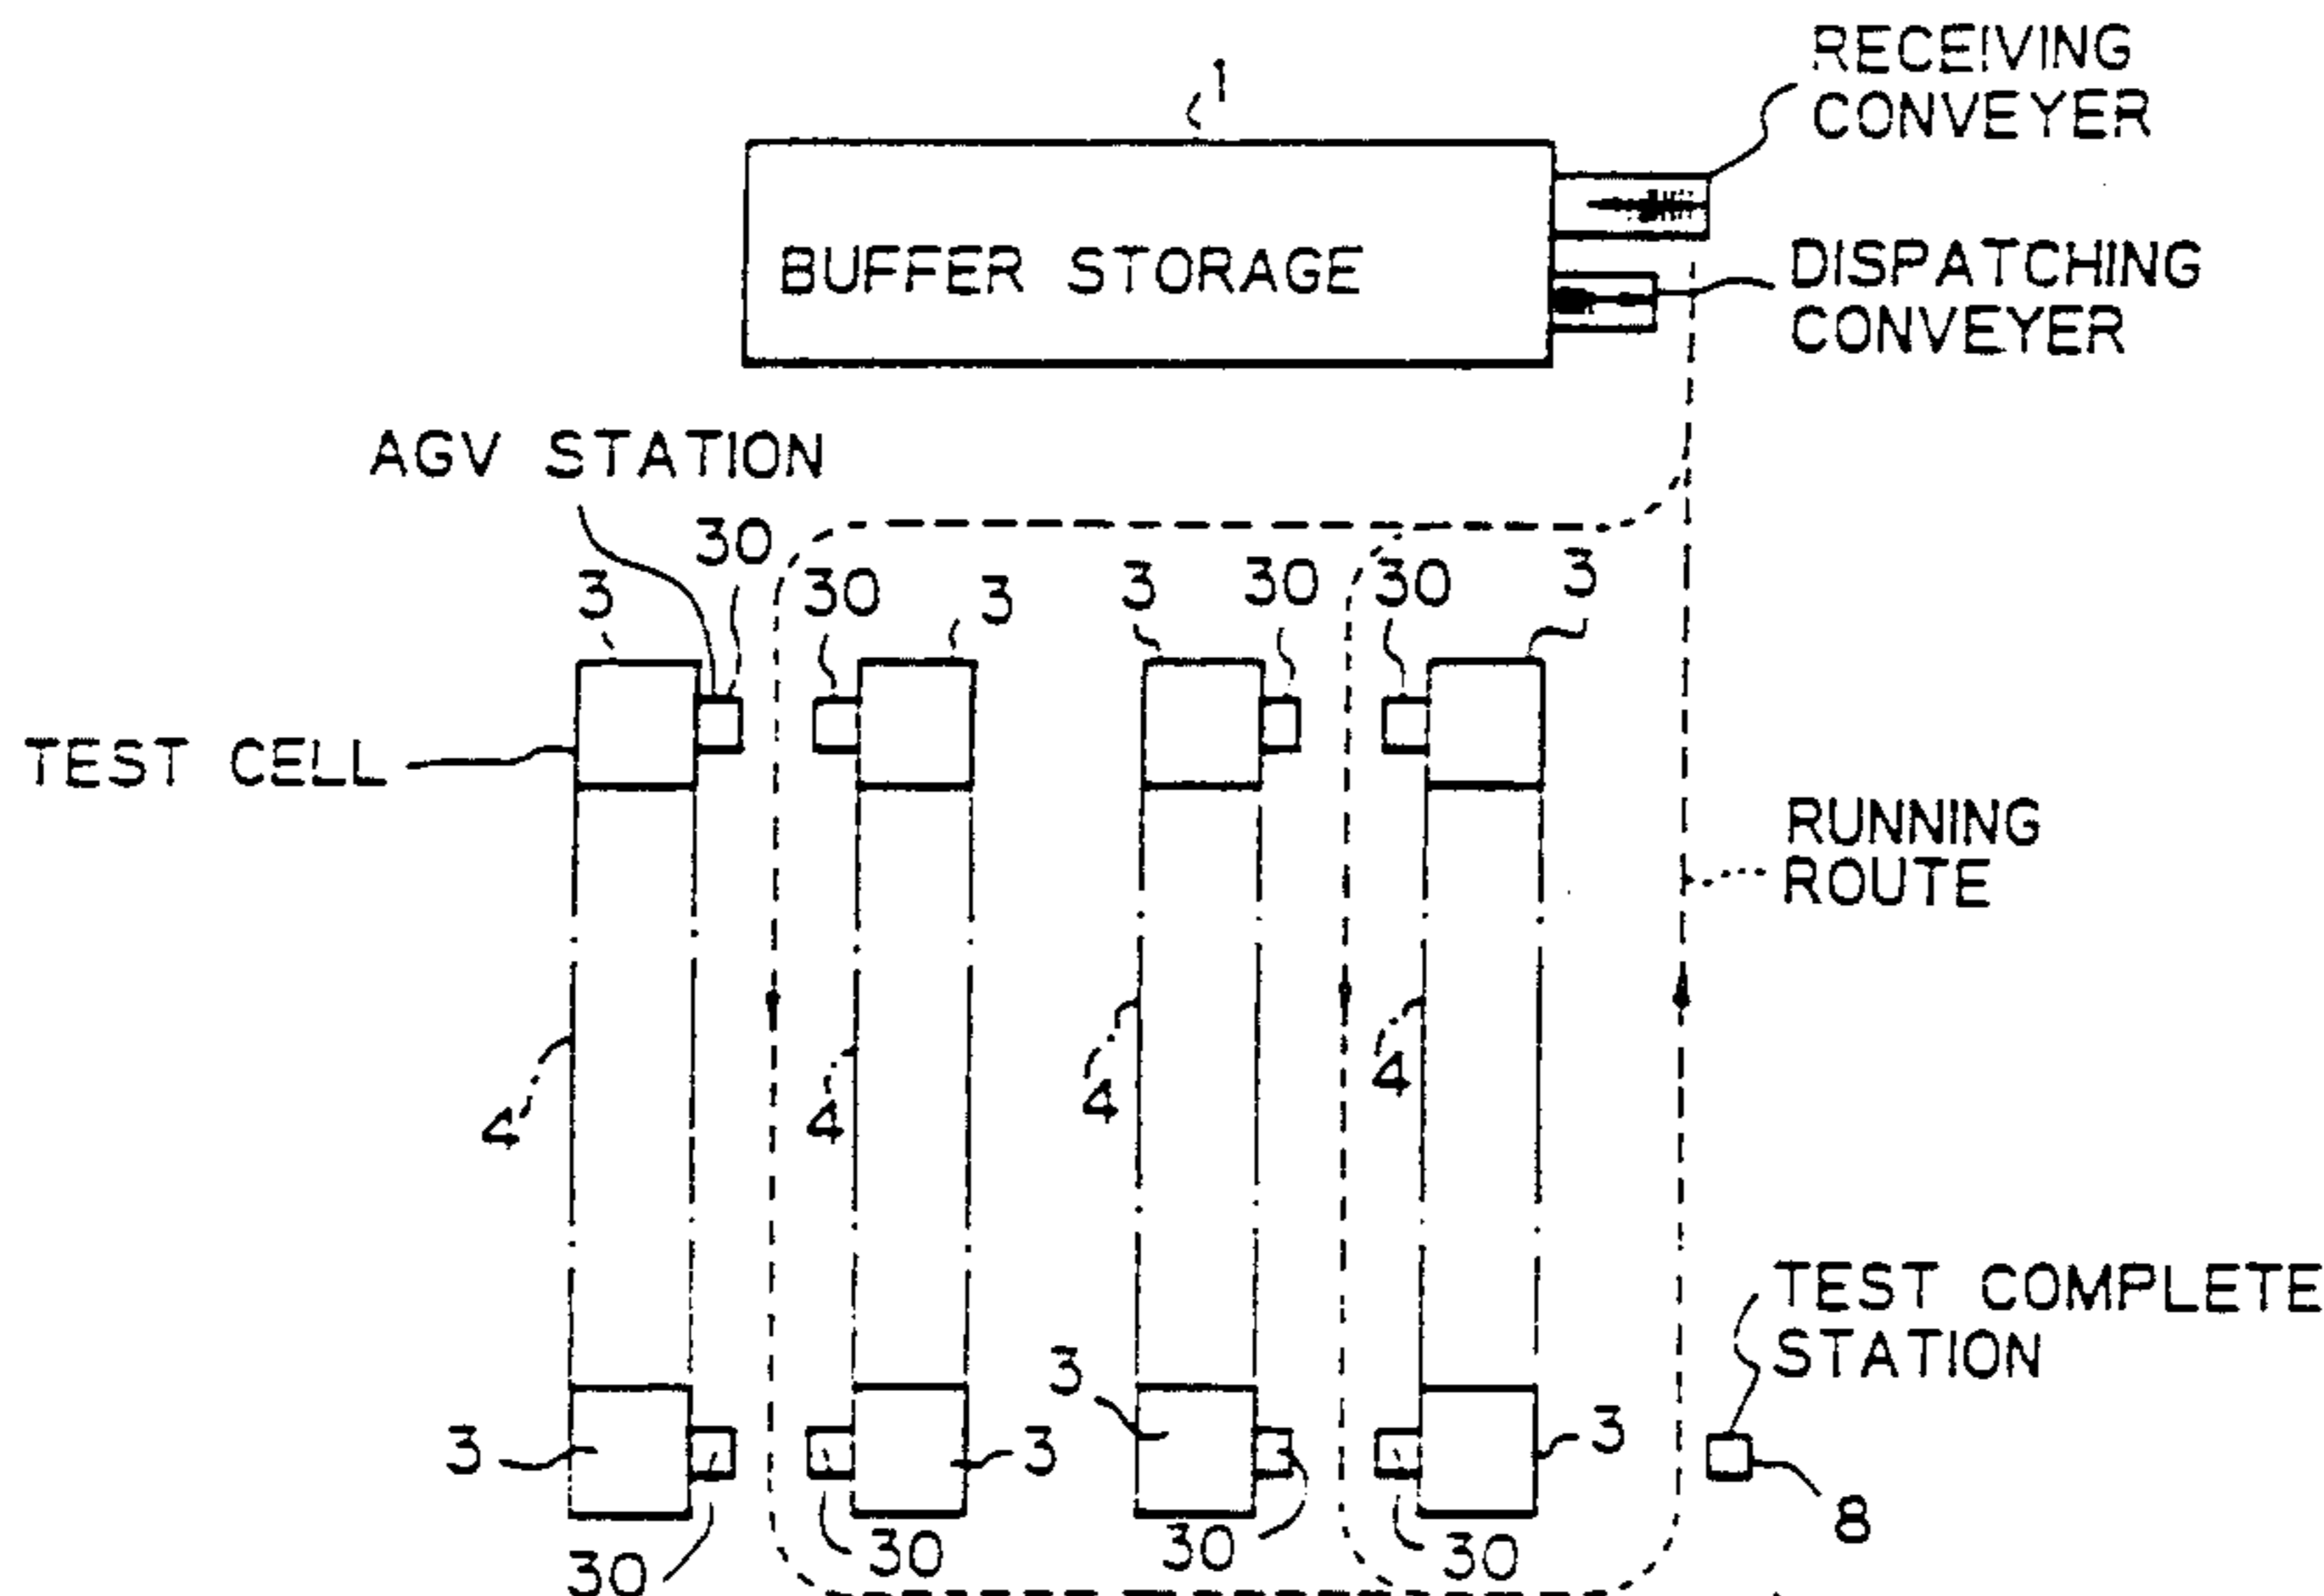 1
RECEIVING
CONVEYER
BUFFER STORAGE
DISPATCHING
CONVEYER
AGV STATION
30
3
30
3
3
30
30
3
TEST CELL
RUNNING
ROUTE
4
4
4
4
TEST COMPLETE
STATION
3
3
3
3
8
30
30
30
30